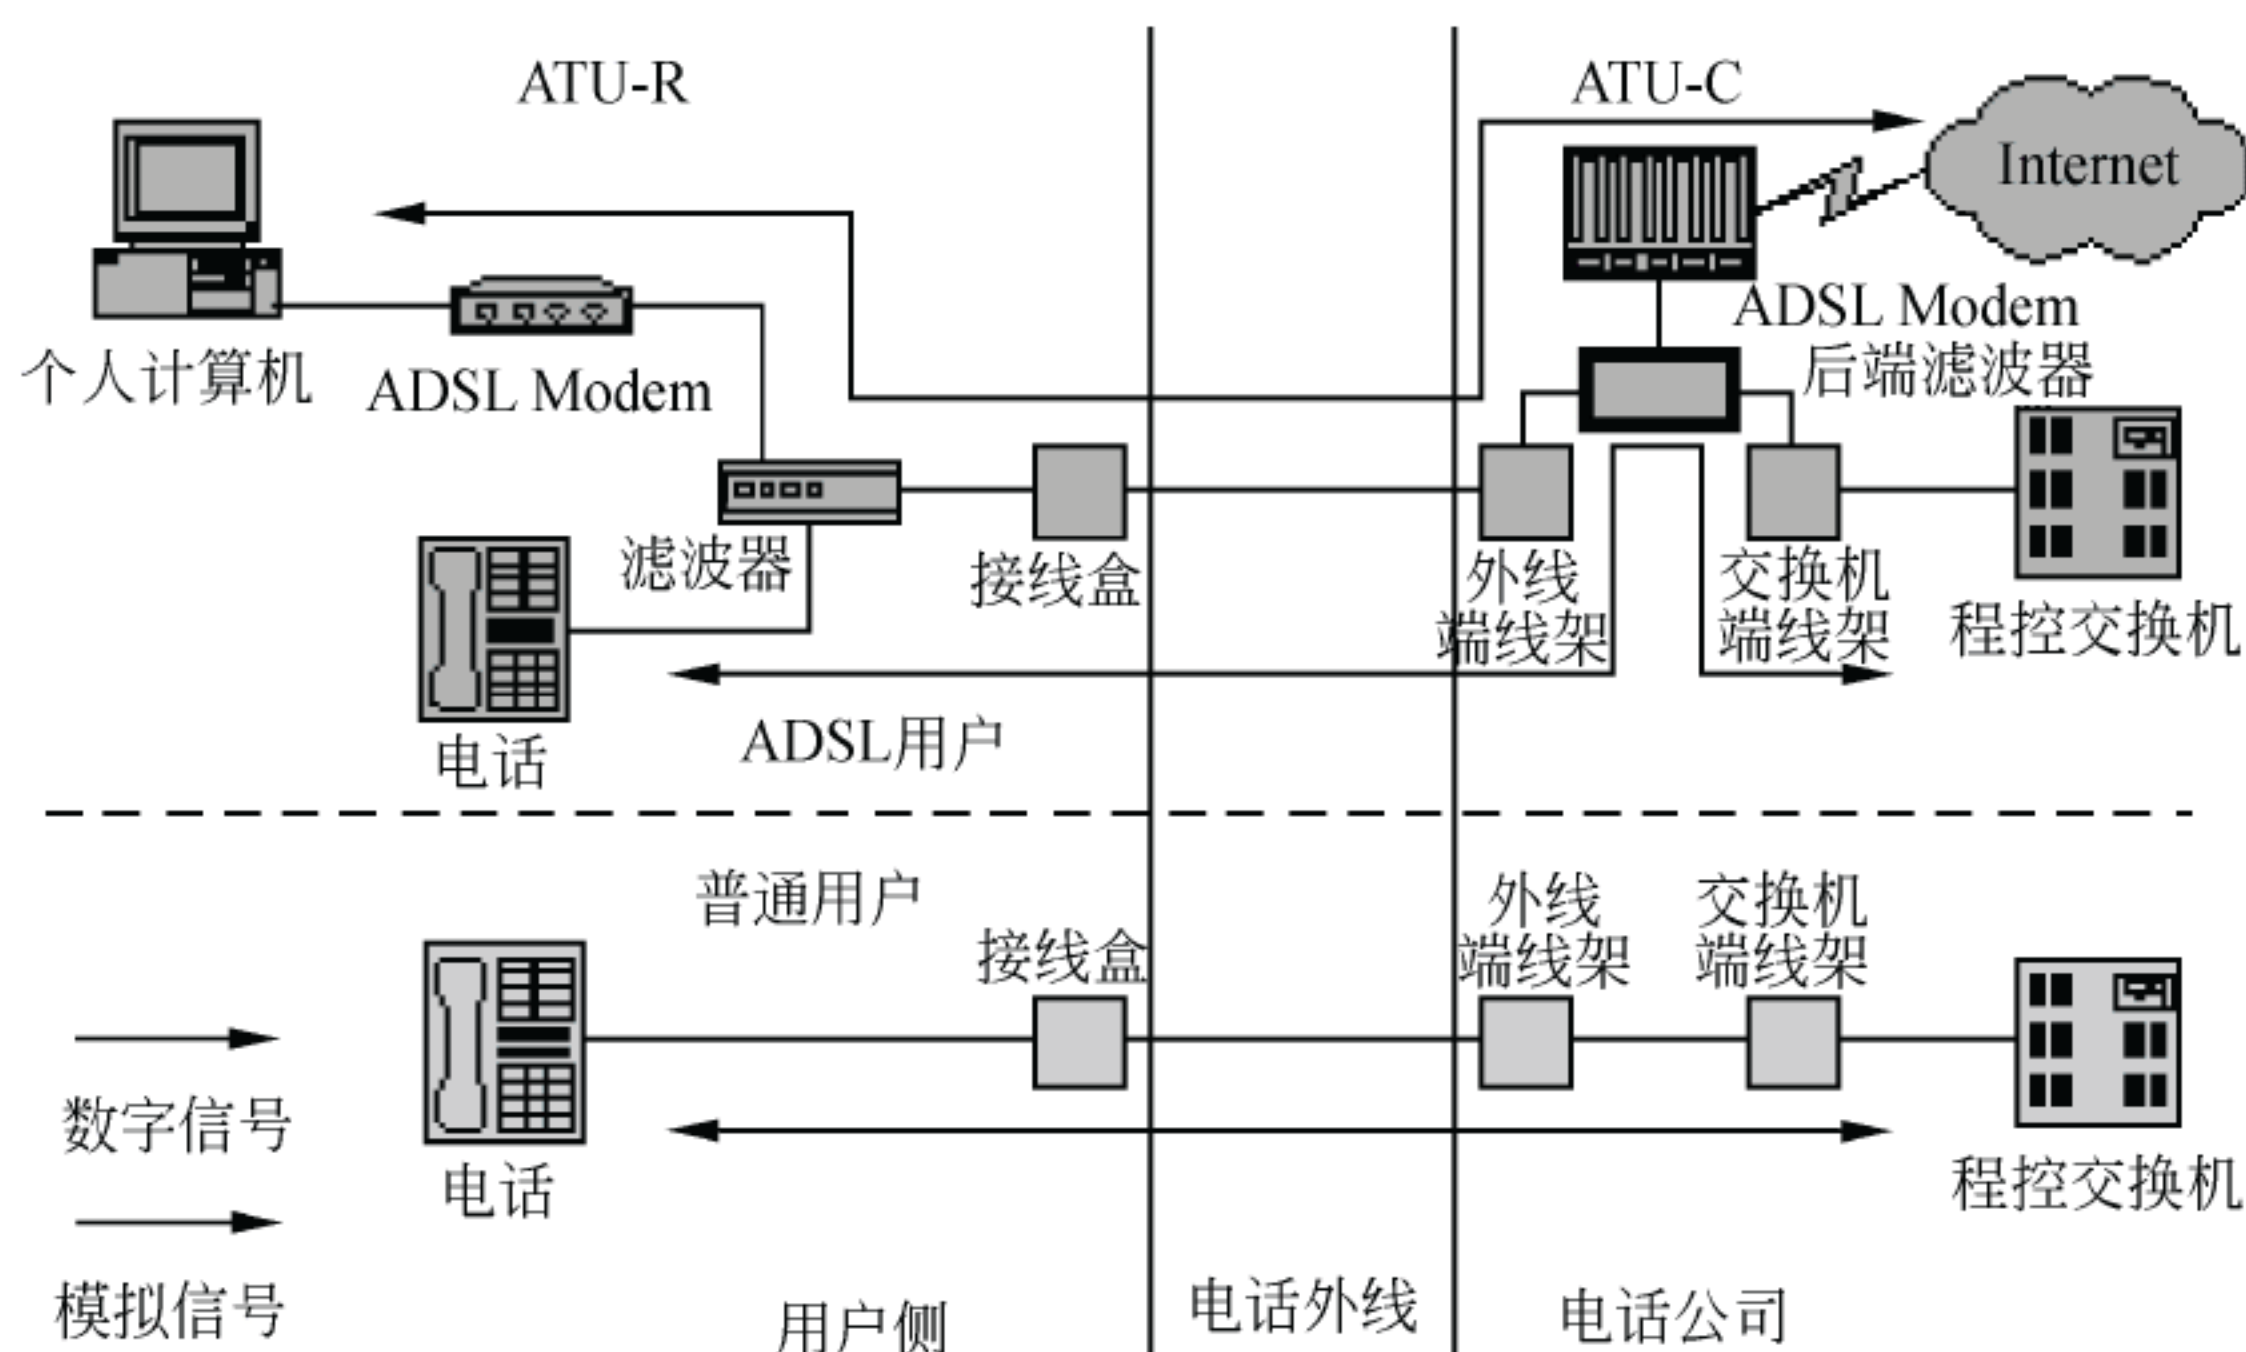 ATU-R
ATU-C
Internet
个人计算机
ADSL Modem
ADSL Modem
后端滤波器
滤波器
接线盒
外线
端线架
交换机
端线架
程控交换机
电话
ADSL用户
普通用户
接线盒
外线
端线架
交换机
端线架
数字信号
电话
程控交换机
模拟信号
用户侧
电话外线
电话公司